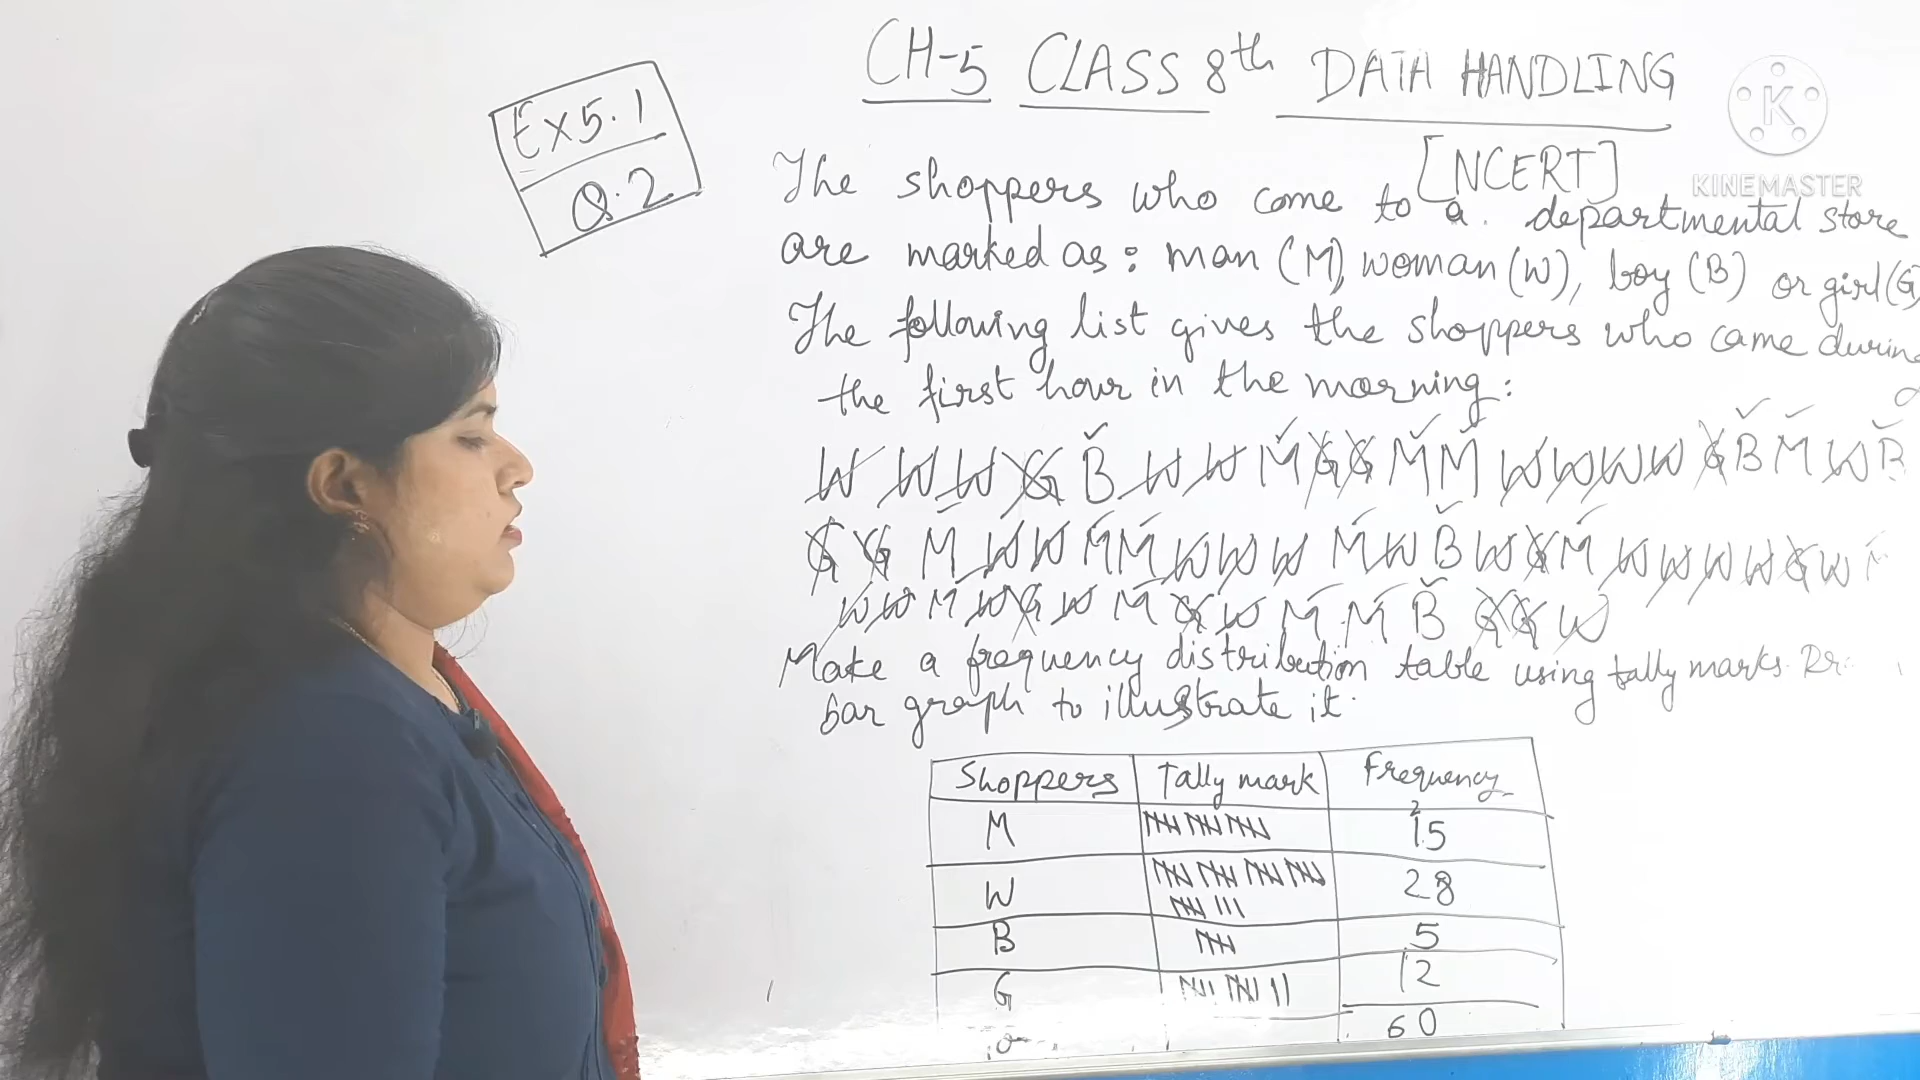 CH-5 CLASS 8th DATA HANDLING
Ex 5.1
Q.2
[NCERT]
KINEMASTER
The shoppers who come to a departmental store
are marked as: man (M), woman (W), boy (B) or girl (G)
The following list gives the shoppers who came during
the first hour in the morning:
W W W G B W W M G G M M W W W W G B M W B
G G M W W M M W W W M W B W G M W W W W G W M
W W M W G W M G W M M B G G W
Make a frequency distribution table using tally marks.
bar graph to illustrate it.
Shoppers Tally mark Frequency
M 15
W 28
B 5
G 12
60